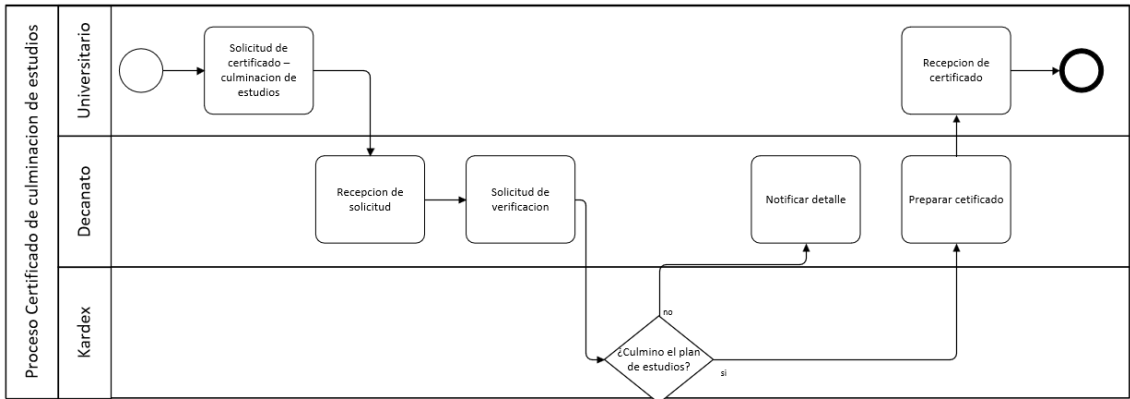 Proceso Certificado de culminacion de estudios
Universitario
Solicitud de
certificado –
culminacion de
estudios
Recepcion de
certificado
Decanato
Recepcion de
solicitud
Solicitud de
verificacion
Notificar detalle
Preparar cetificado
Kardex
no
¿Culmino el plan
de estudios?
si